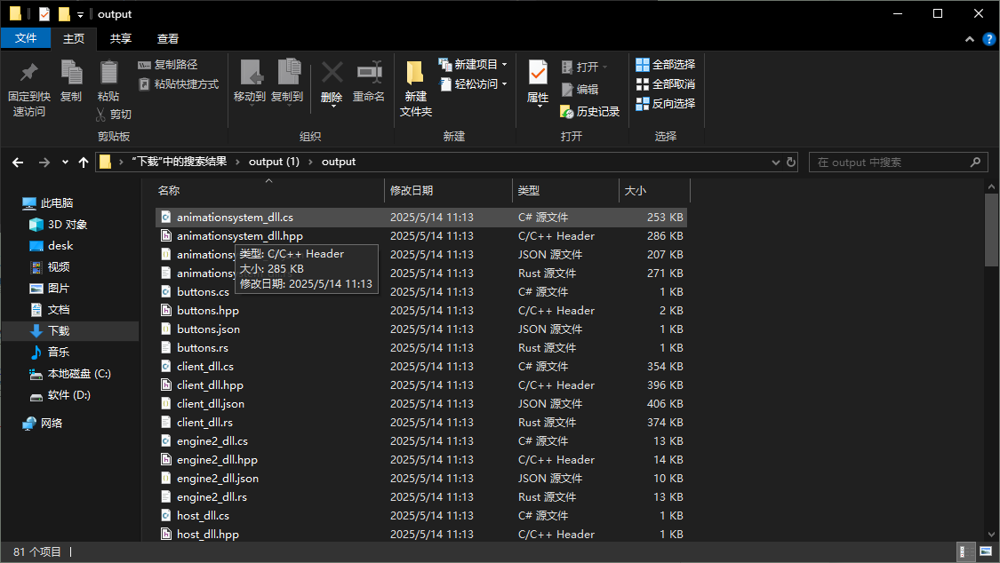 output
文件 主页 共享 查看
固定到快速访问
复制
粘贴
复制路径
粘贴快捷方式
剪切
剪贴板
移动到
复制到
删除
重命名
组织
新建文件夹
新建项目
轻松访问
新建
属性
打开
编辑
历史记录
打开
全部选择
全部取消
反向选择
选择
"下载"中的搜索结果 > output (1) > output
在 output 中搜索
此电脑
3D 对象
desk
视频
图片
文档
下载
音乐
本地磁盘 (C:)
软件 (D:)
网络
名称 修改日期 类型 大小
animationsystem_dll.cs 2025/5/14 11:13 C# 源文件 253 KB
animationsystem_dll.hpp 2025/5/14 11:13 C/C++ Header 286 KB
animationsy 2025/5/14 11:13 JSON 源文件 207 KB
animationsy 2025/5/14 11:13 Rust 源文件 271 KB
类型: C/C++ Header
大小: 285 KB
修改日期: 2025/5/14 11:13
buttons.cs 2025/5/14 11:13 C# 源文件 1 KB
buttons.hpp 2025/5/14 11:13 C/C++ Header 2 KB
buttons.json 2025/5/14 11:13 JSON 源文件 1 KB
buttons.rs 2025/5/14 11:13 Rust 源文件 1 KB
client_dll.cs 2025/5/14 11:13 C# 源文件 354 KB
client_dll.hpp 2025/5/14 11:13 C/C++ Header 396 KB
client_dll.json 2025/5/14 11:13 JSON 源文件 406 KB
client_dll.rs 2025/5/14 11:13 Rust 源文件 374 KB
engine2_dll.cs 2025/5/14 11:13 C# 源文件 13 KB
engine2_dll.hpp 2025/5/14 11:13 C/C++ Header 14 KB
engine2_dll.json 2025/5/14 11:13 JSON 源文件 10 KB
engine2_dll.rs 2025/5/14 11:13 Rust 源文件 13 KB
host_dll.cs 2025/5/14 11:13 C# 源文件 1 KB
host_dll.hpp 2025/5/14 11:13 C/C++ Header 1 KB
81 个项目